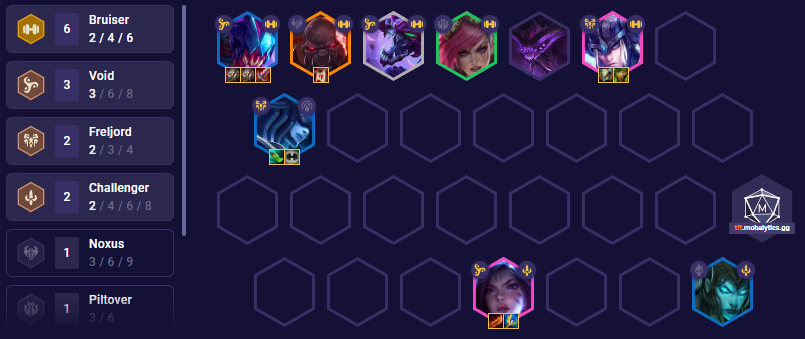 6 Bruiser
2 / 4 / 6
3 Void
3 / 6 / 8
2 Freljord
2 / 3 / 4
2 Challenger
2 / 4 / 6 / 8
1 Noxus
3 / 6 / 9
1 Piltover
3 / 6
M
tft.mobalytics.gg